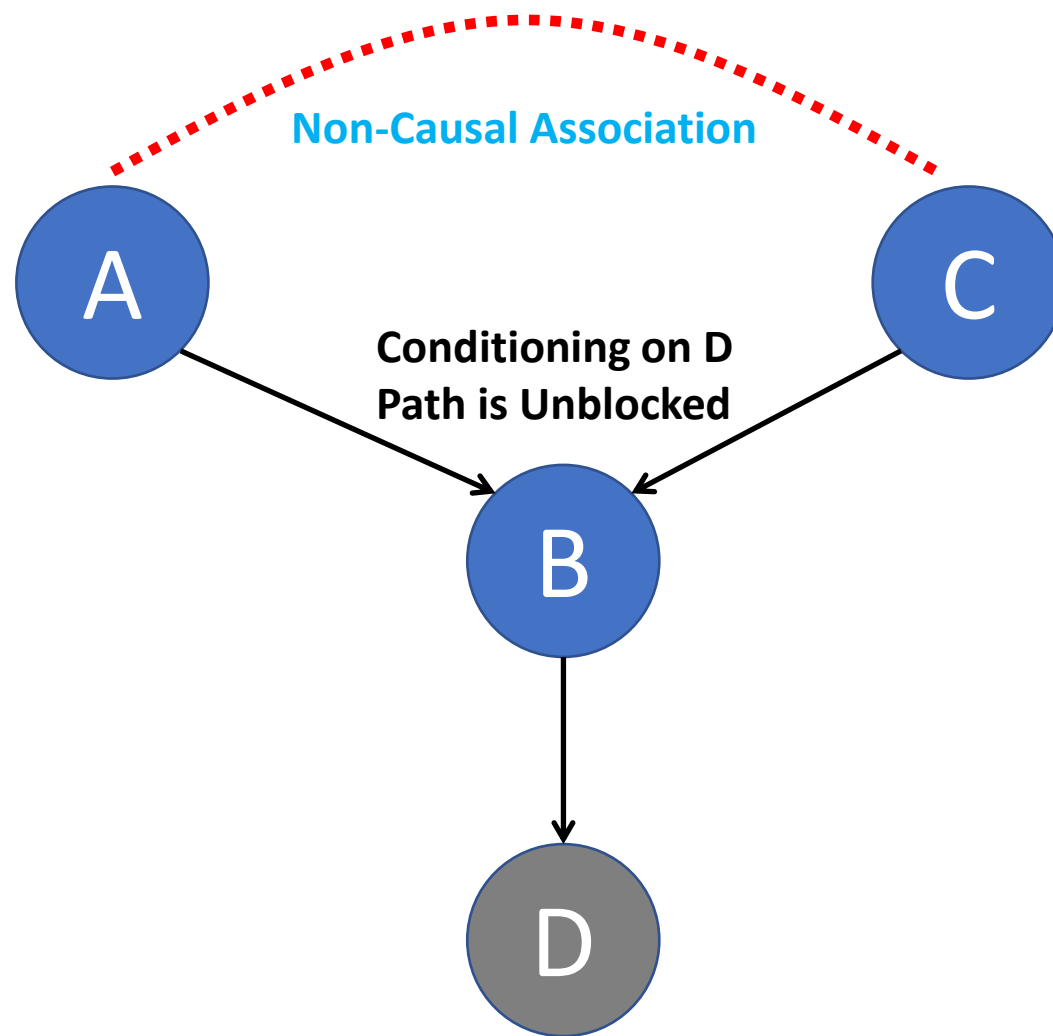 Non-Causal Association
A
C
Conditioning on D
Path is Unblocked
B
D